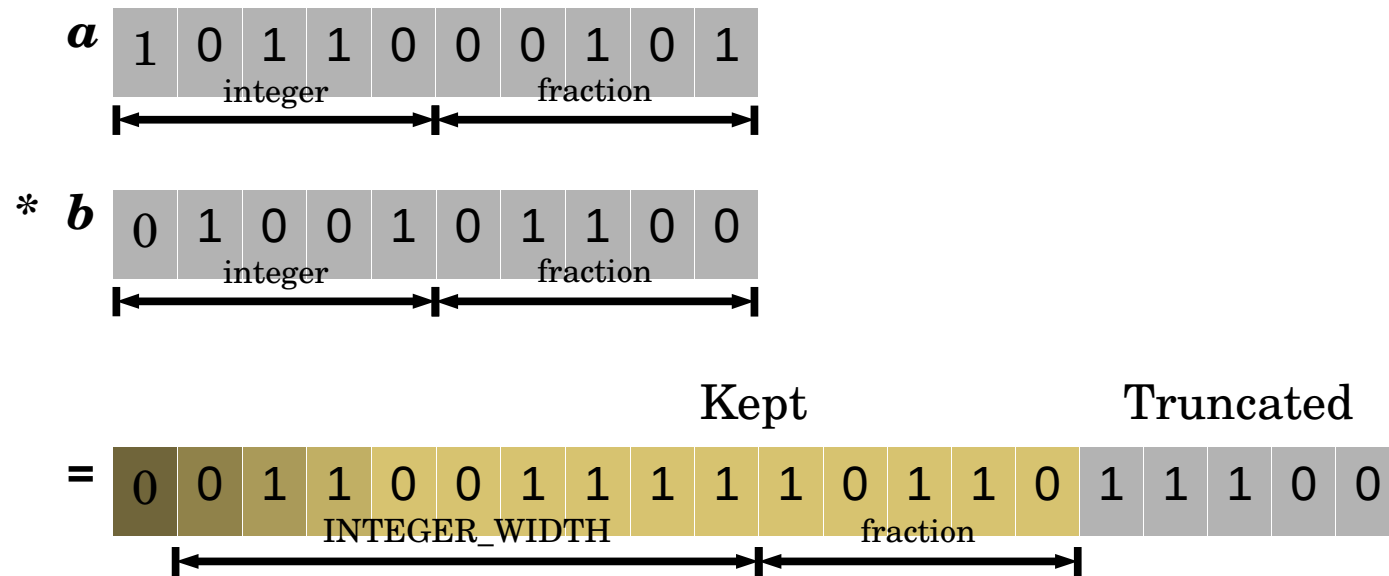 a 1 0 1 1 0 0 0 1 0 1
integer fraction
* b 0 1 0 0 1 0 1 1 0 0
integer fraction
Kept Truncated
= 0 0 1 1 0 0 1 1 1 1 1 0 1 1 0 1 1 1 0 0
INTEGER_WIDTH fraction